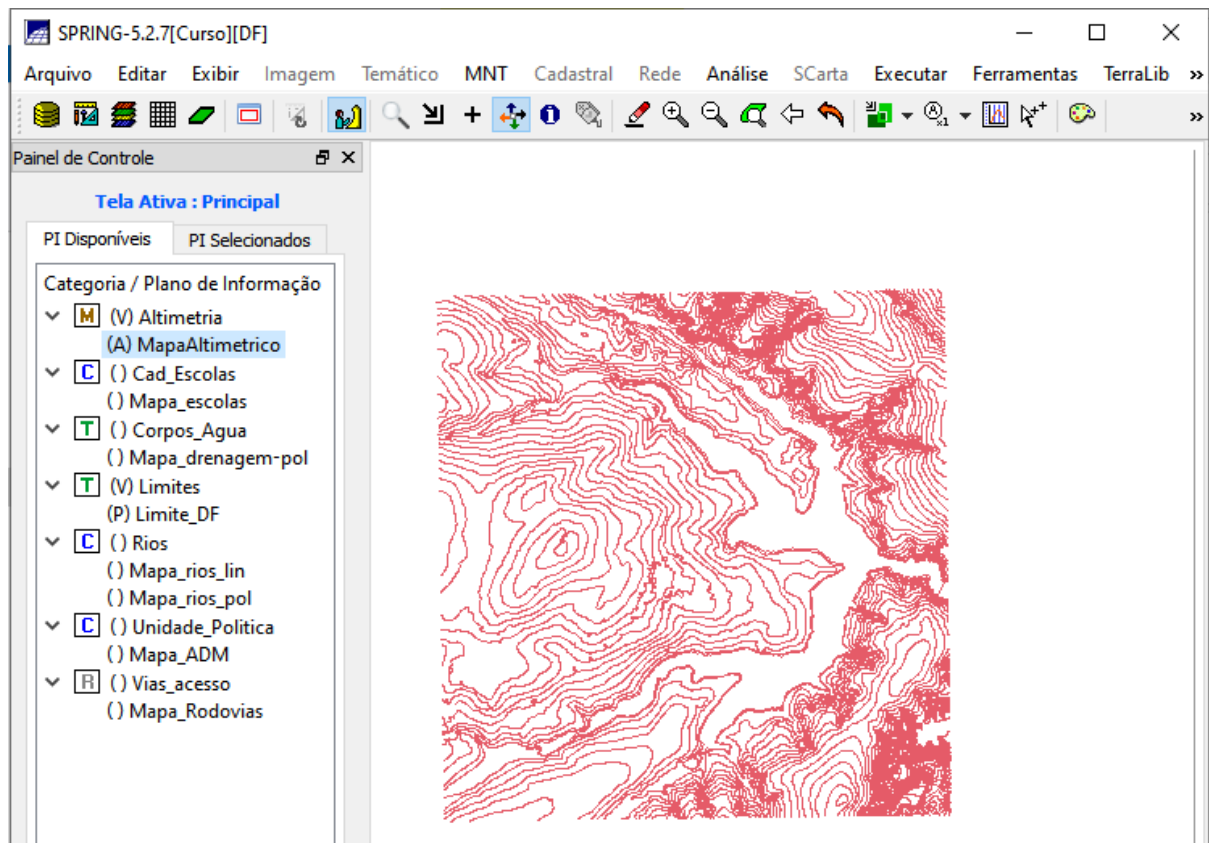 SPRING-5.2.7[Curso][DF]
Arquivo Editar Exibir Imagem Temático MNT Cadastral Rede Análise SCarta Executar Ferramentas TerraLib »
Painel de Controle
Tela Ativa : Principal
PI Disponíveis PI Selecionados
Categoria / Plano de Informação
M (V) Altimetria
(A) MapaAltimetrico
C ( ) Cad_Escolas
( ) Mapa_escolas
T ( ) Corpos_Agua
( ) Mapa_drenagem-pol
T (V) Limites
(P) Limite_DF
C ( ) Rios
( ) Mapa_rios_lin
( ) Mapa_rios_pol
C ( ) Unidade_Politica
( ) Mapa_ADM
R ( ) Vias_acesso
( ) Mapa_Rodovias